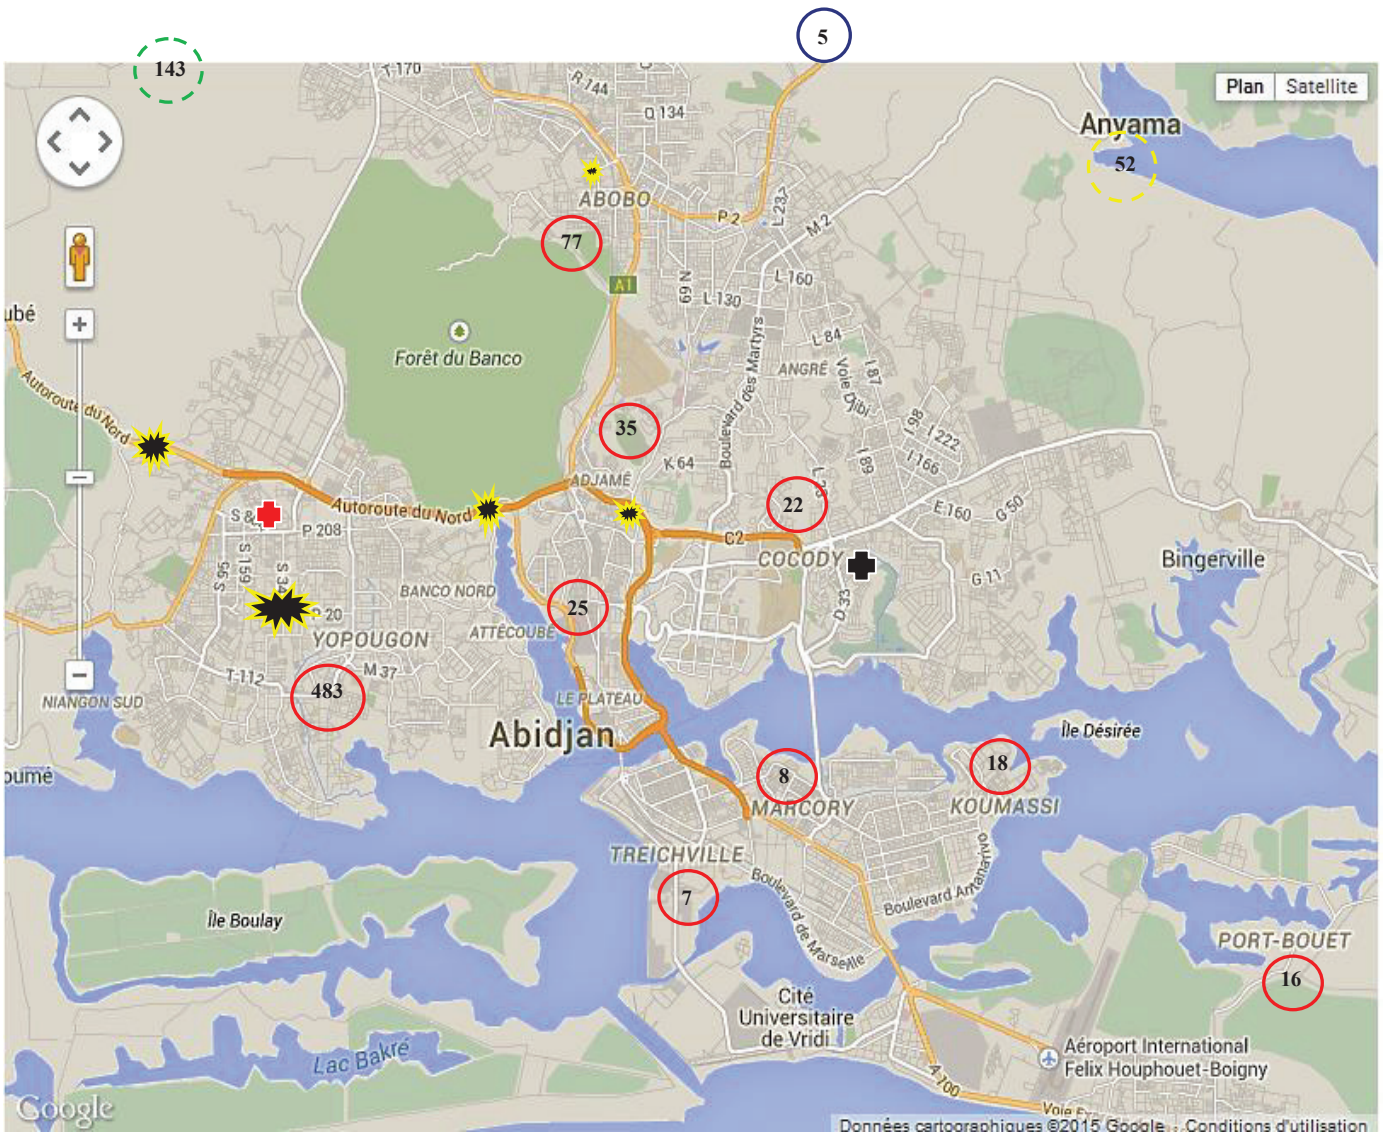 5
143
T-170
R 144
Q 134
Plan
Satellite
Anyama
52
ABOBO
P 2
L 237
M 2
77
A1
69 N
L 130
L 160
ubé
Forêt du Banco
L 84
ANGRÉ
Voie Djibi
I 87
Boulevard des Martyrs
Autoroute du Nord
35
I 98
I 222
I 166
I 89
K 64
ADJAMÉ
22
E 160
G 50
S 159
S 96
S 34
P 208
Autoroute du Nord
C2
COCODY
Bingerville
G 11
D 33
BANCO NORD
25
P 20
YOPOUGON
ATTÉCOUBÉ
T-112
M 37
483
NIANGON SUD
LE PLATEAU
Abidjan
Île Désirée
18
8
MARCORY
KOUMASSI
oumé
TREICHVILLE
7
Boulevard de Marseille
Boulevard Antananarivo
Île Boulay
PORT-BOUET
16
Cité
Universitaire
de Vridi
Lac Bakré
Aéroport International
Felix Houphouet-Boigny
A 700
Google
Données cartographiques ©2015 Google
Conditions d'utilisation